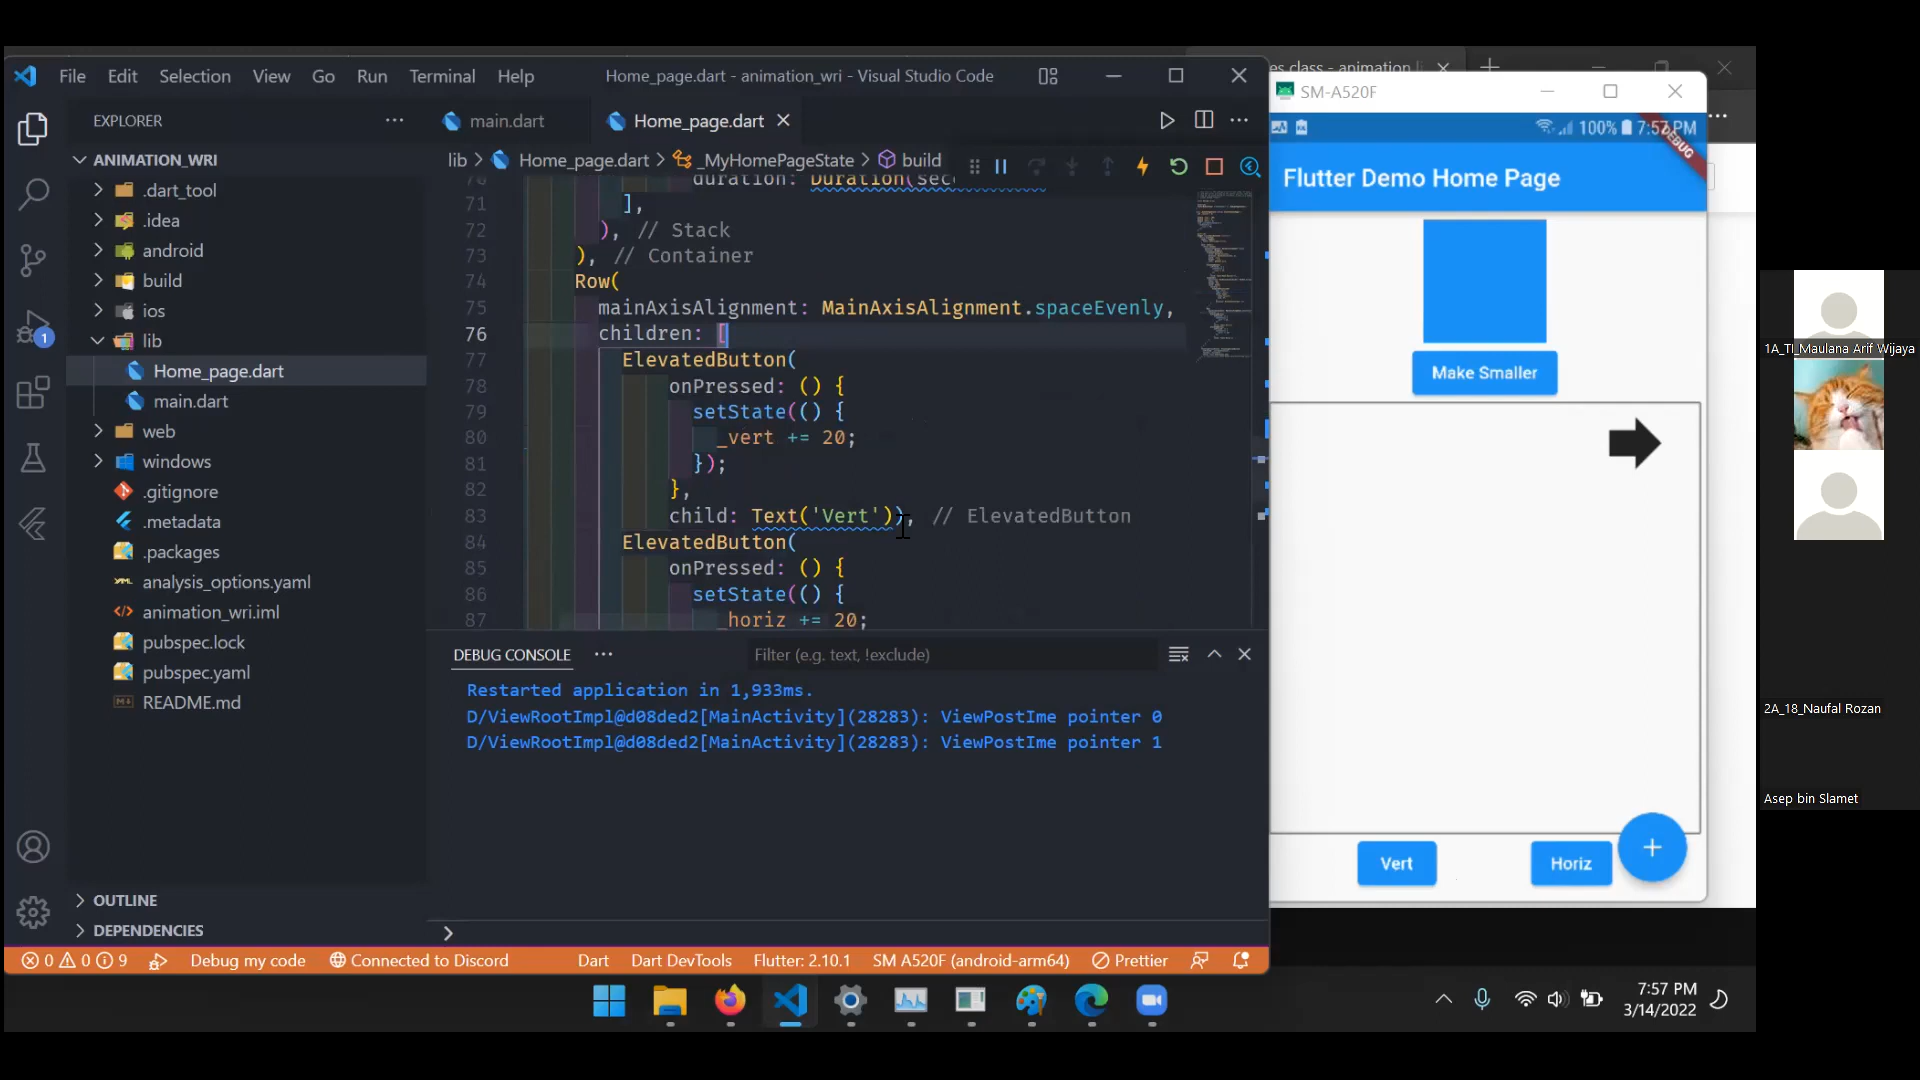 File Edit Selection View Go Run Terminal Help
Home_page.dart - animation_wri - Visual Studio Code
EXPLORER
ANIMATION_WRI
.dart_tool
.idea
android
build
ios
lib
Home_page.dart
main.dart
web
windows
.gitignore
.metadata
.packages
analysis_options.yaml
animation_wri.iml
pubspec.lock
pubspec.yaml
README.md
OUTLINE
DEPENDENCIES
1
main.dart
Home_page.dart
lib > Home_page.dart > _MyHomePageState > build
duration: Duration(sec
71 ],
72 ), // Stack
73 ), // Container
74 Row(
75 mainAxisAlignment: MainAxisAlignment.spaceEvenly,
76 children: [
77 ElevatedButton(
78 onPressed: () {
79 setState(() {
80 _vert += 20;
81 });
82 },
83 child: Text('Vert')), // ElevatedButton
84 ElevatedButton(
85 onPressed: () {
86 setState(() {
87 _horiz += 20;
DEBUG CONSOLE
Filter (e.g. text, !exclude)
Restarted application in 1,933ms.
D/ViewRootImpl@d08ded2[MainActivity](28283): ViewPostIme pointer 0
D/ViewRootImpl@d08ded2[MainActivity](28283): ViewPostIme pointer 1
0 0 9 Debug my code Connected to Discord Dart Dart DevTools Flutter: 2.10.1 SM A520F (android-arm64) Prettier
es class - animation
SM-A520F
100% 7:57 PM
DEBUG
Flutter Demo Home Page
Make Smaller
Vert
Horiz
1A_TI_Maulana Arif Wijaya
2A_18_Naufal Rozan
Asep bin Slamet
7:57 PM
3/14/2022